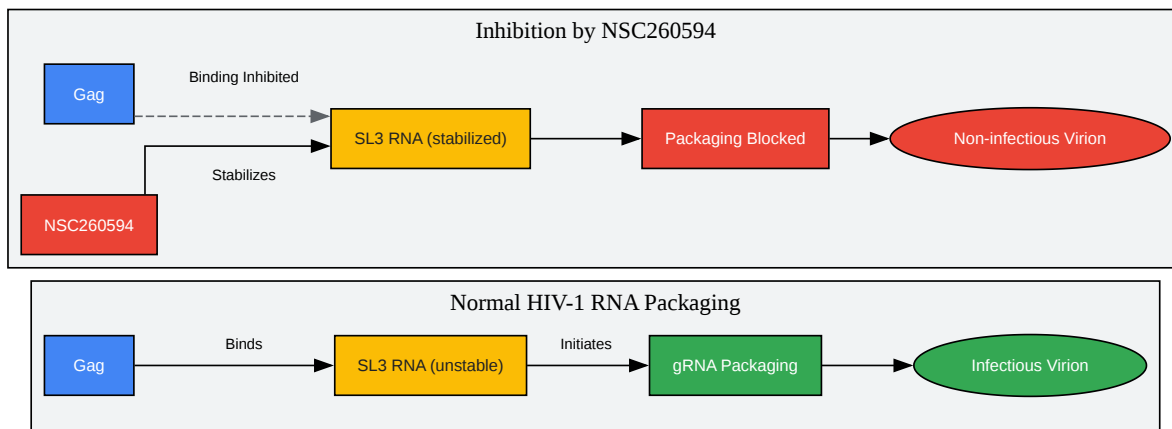 Inhibition by NSC260594
Gag
Binding Inhibited
SL3 RNA (stabilized)
Packaging Blocked
Non-infectious Virion
Stabilizes
NSC260594
Normal HIV-1 RNA Packaging
Gag
Binds
SL3 RNA (unstable)
Initiates
gRNA Packaging
Infectious Virion